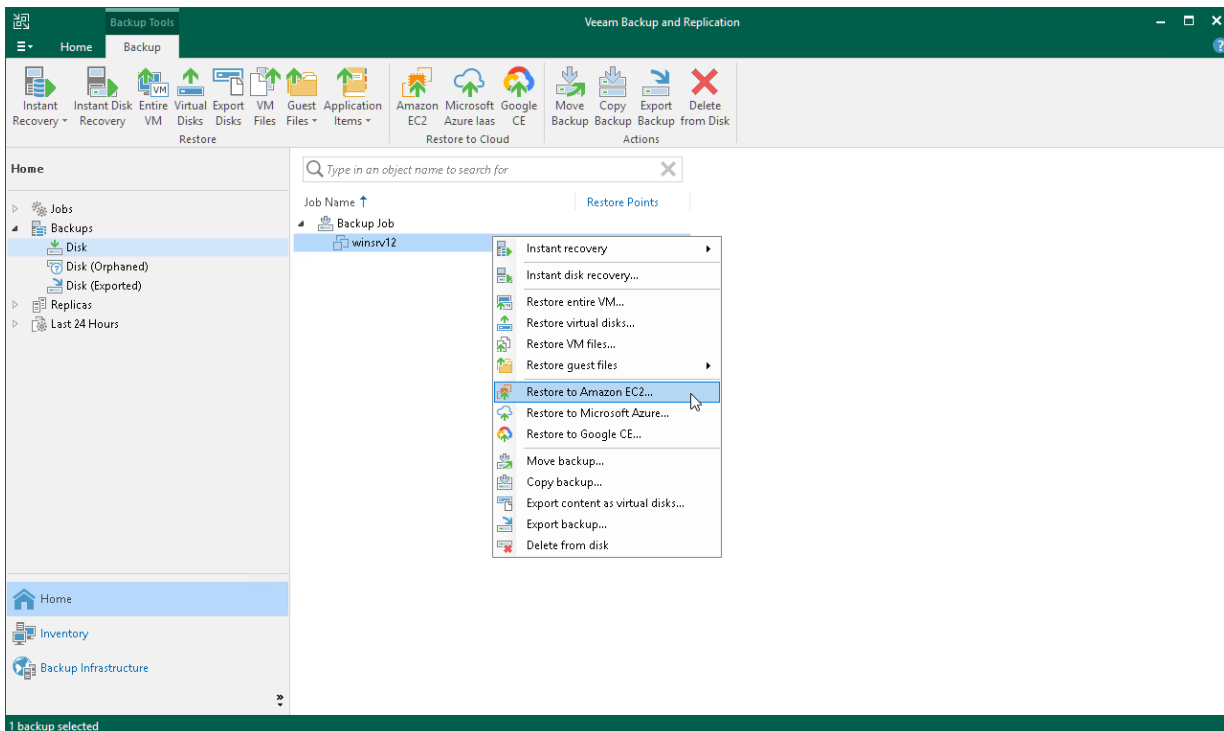 Backup Tools
Veeam Backup and Replication
Home Backup
Instant Recovery
Instant Disk Recovery
Entire VM
Virtual Disks
Export Disks
VM Files
Guest Files
Application Items
Restore
Amazon EC2
Microsoft Azure Iaas
Google CE
Restore to Cloud
Move Backup
Copy Backup
Export Backup
Delete from Disk
Actions
Home
Jobs
Backups
Disk
Disk (Orphaned)
Disk (Exported)
Replicas
Last 24 Hours
Home
Inventory
Backup Infrastructure
Type in an object name to search for
Job Name Restore Points
Backup Job
winsrv12
Instant recovery
Instant disk recovery...
Restore entire VM...
Restore virtual disks...
Restore VM files...
Restore guest files
Restore to Amazon EC2...
Restore to Microsoft Azure...
Restore to Google CE...
Move backup...
Copy backup...
Export content as virtual disks...
Export backup...
Delete from disk
1 backup selected